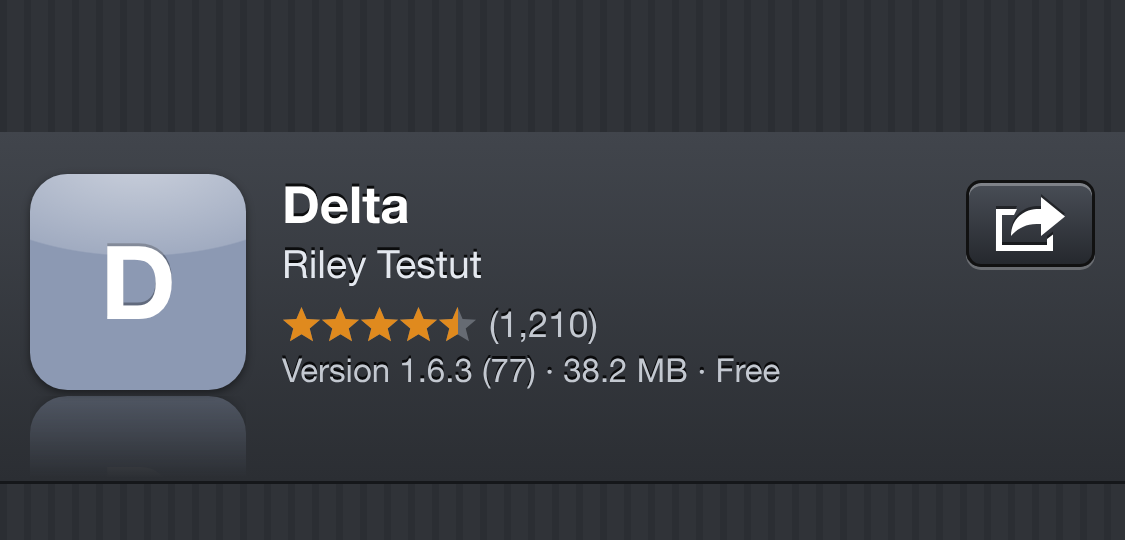 D
Delta
Riley Testut
(1,210)
Version 1.6.3 (77) · 38.2 MB · Free